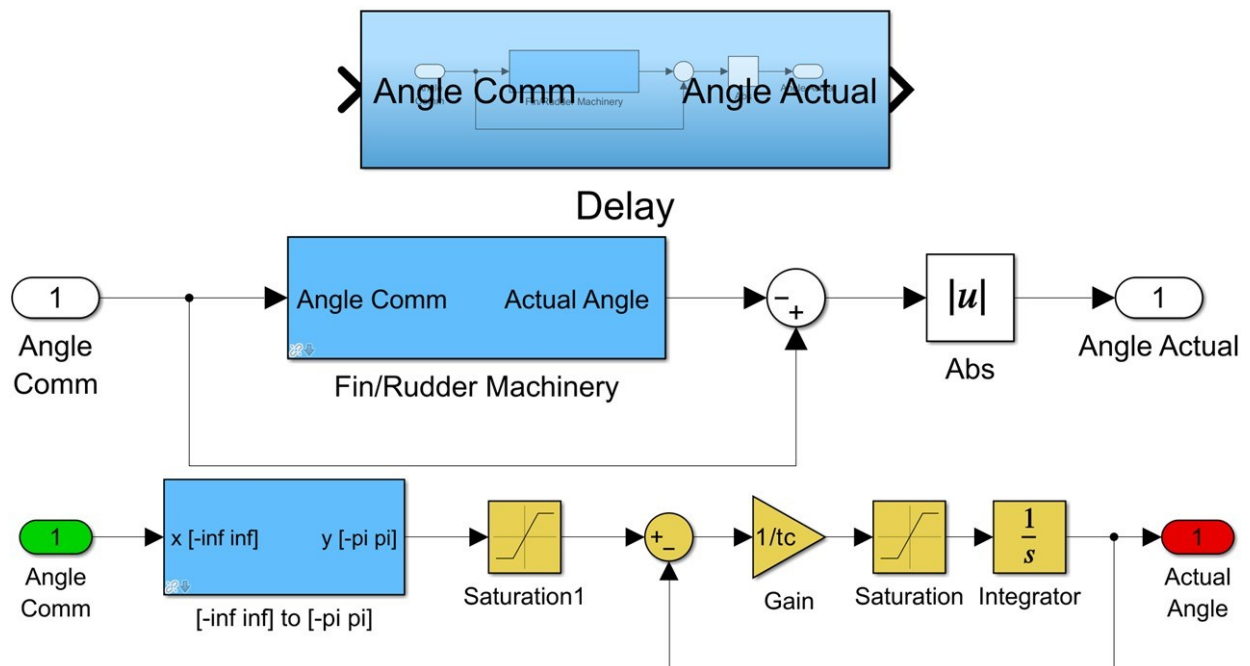 Angle Comm
Angle Actual
Fin/Rudder Machinery
Delay
1
Angle
Comm
Angle Comm
Actual Angle
Fin/Rudder Machinery
−
+
|u|
Abs
1
Angle Actual
1
Angle
Comm
x [-inf inf]
y [-pi pi]
[-inf inf] to [-pi pi]
Saturation1
+
−
1/tc
Gain
Saturation
1
s
Integrator
1
Actual
Angle